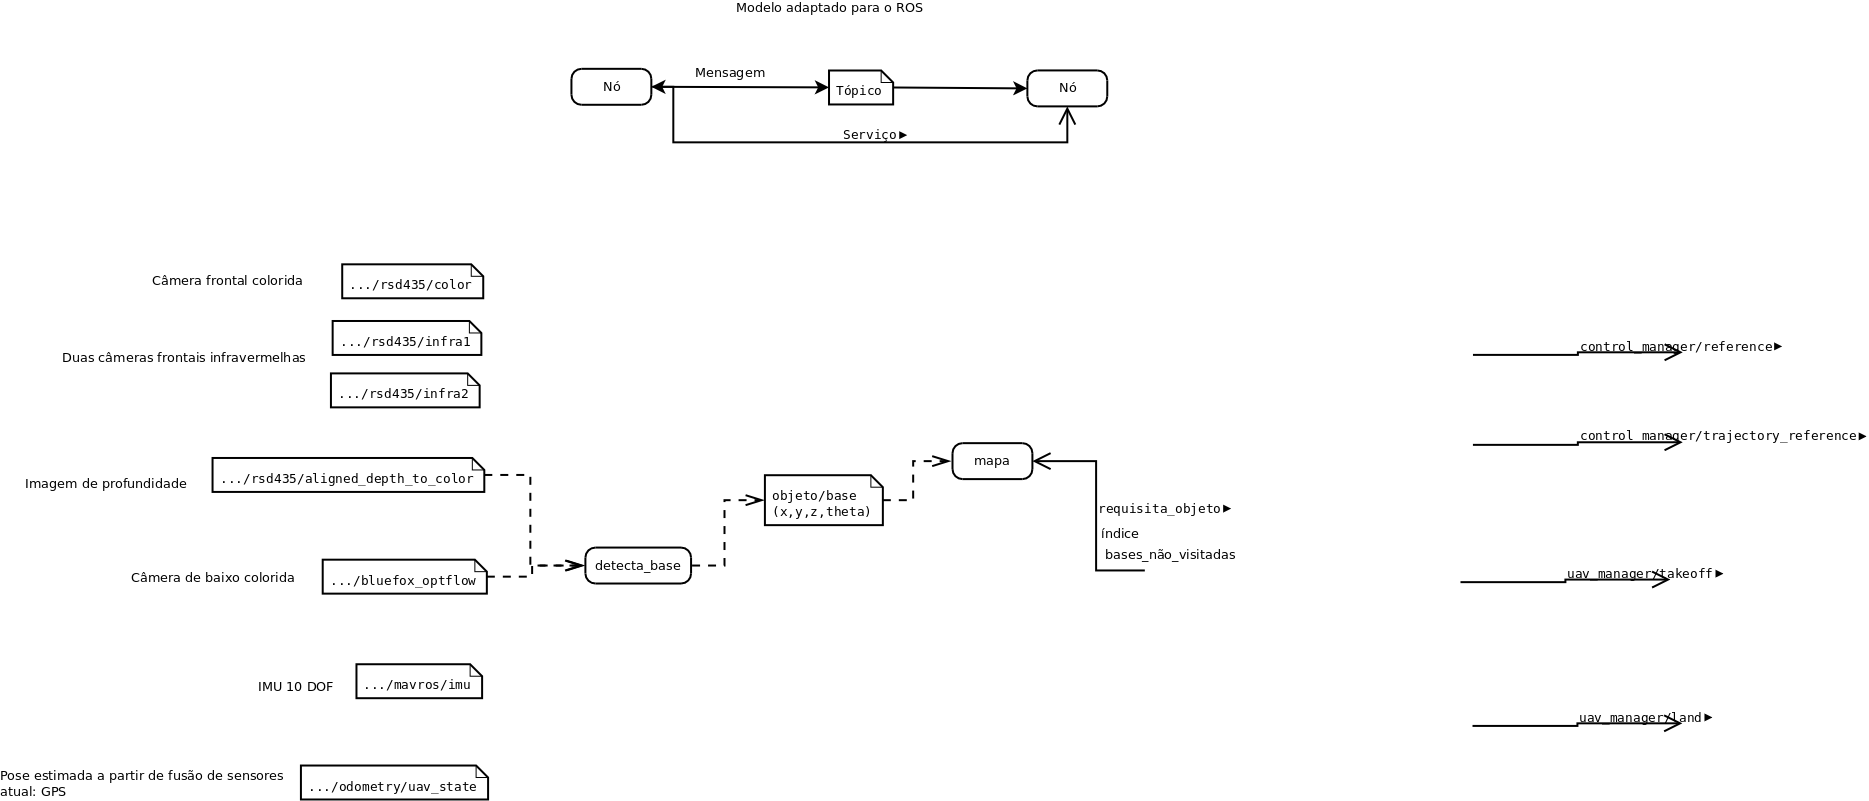 Modelo adaptado para o ROS
Mensagem
Nó
Tópico
Nó
Serviço►
Câmera frontal colorida
.../rsd435/color
Duas câmeras frontais infravermelhas
.../rsd435/infra1
.../rsd435/infra2
Imagem de profundidade
.../rsd435/aligned_depth_to_color
Câmera de baixo colorida
.../bluefox_optflow
detecta_base
objeto/base
(x,y,z,theta)
mapa
requisita_objeto►
índice
bases_não_visitadas
control_manager/reference►
control_manager/trajectory_reference►
uav_manager/takeoff►
uav_manager/land►
IMU 10 DOF
.../mavros/imu
Pose estimada a partir de fusão de sensores
atual: GPS
.../odometry/uav_state